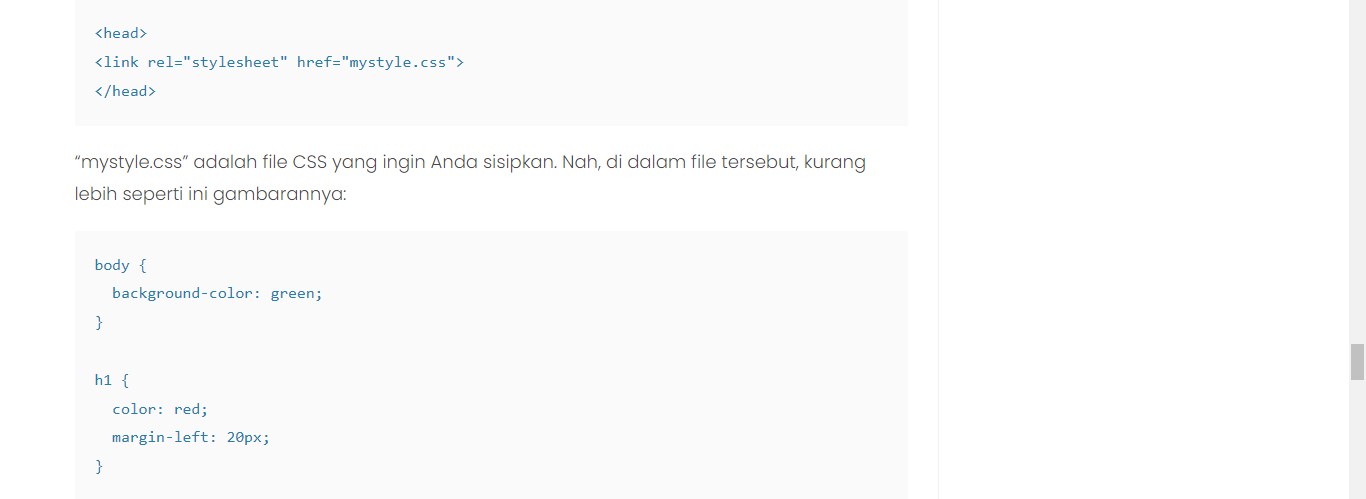 <head>
<link rel="stylesheet" href="mystyle.css">
</head>
“mystyle.css” adalah file CSS yang ingin Anda sisipkan. Nah, di dalam file tersebut, kurang
lebih seperti ini gambarannya:
body {
  background-color: green;
}
h1 {
  color: red;
  margin-left: 20px;
}